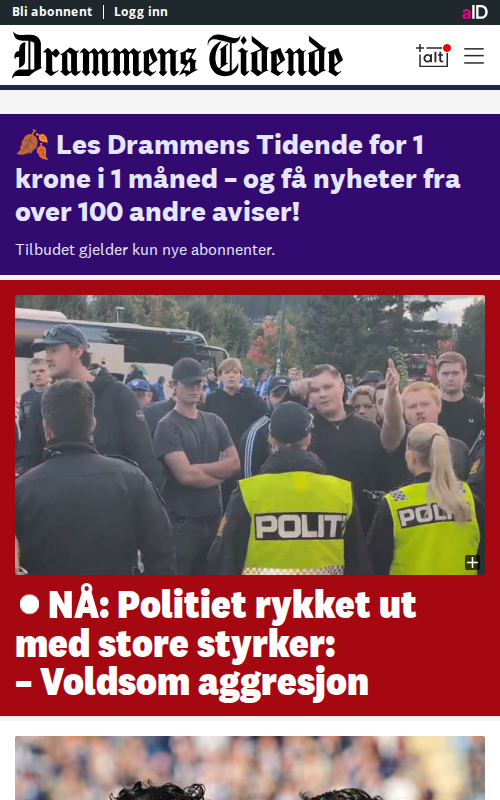 Bli abonnent | Logg inn
aID
Drammens Tidende
+alt
🍂 Les Drammens Tidende for 1
krone i 1 måned – og få nyheter fra
over 100 andre aviser!
Tilbudet gjelder kun nye abonnenter.
POLITI
POLI
NÅ: Politiet rykket ut
med store styrker:
– Voldsom aggresjon